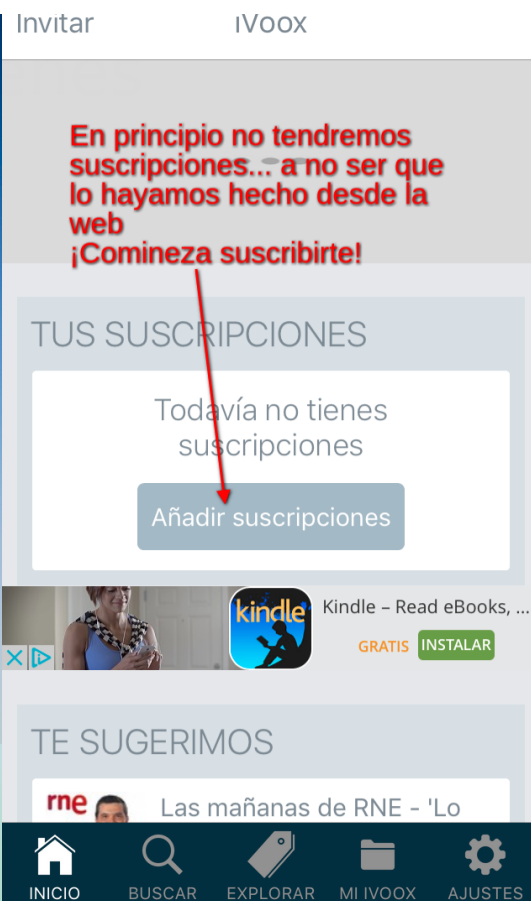 Invitar iVoox
En principio no tendremos
suscripciones... a no ser que
lo hayamos hecho desde la
web
¡Comineza suscribirte!
TUS SUSCRIPCIONES
Todavía no tienes
suscripciones
Añadir suscripciones
kindle
Kindle – Read eBooks, ...
GRATIS INSTALAR
TE SUGERIMOS
rne
Las mañanas de RNE - 'Lo
INICIO BUSCAR EXPLORAR MI IVOOX AJUSTES